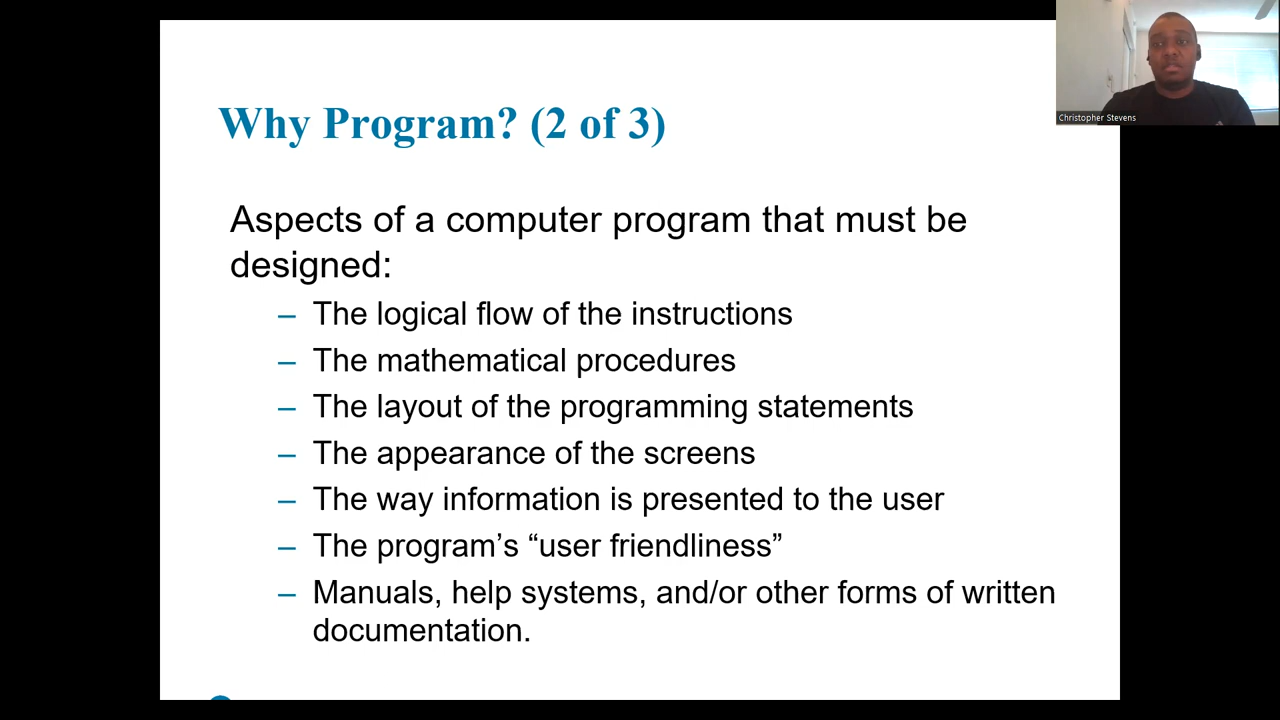 Why Program? (2 of 3)
Christopher Stevens
Aspects of a computer program that must be
designed:
– The logical flow of the instructions
– The mathematical procedures
– The layout of the programming statements
– The appearance of the screens
– The way information is presented to the user
– The program’s “user friendliness”
– Manuals, help systems, and/or other forms of written
documentation.